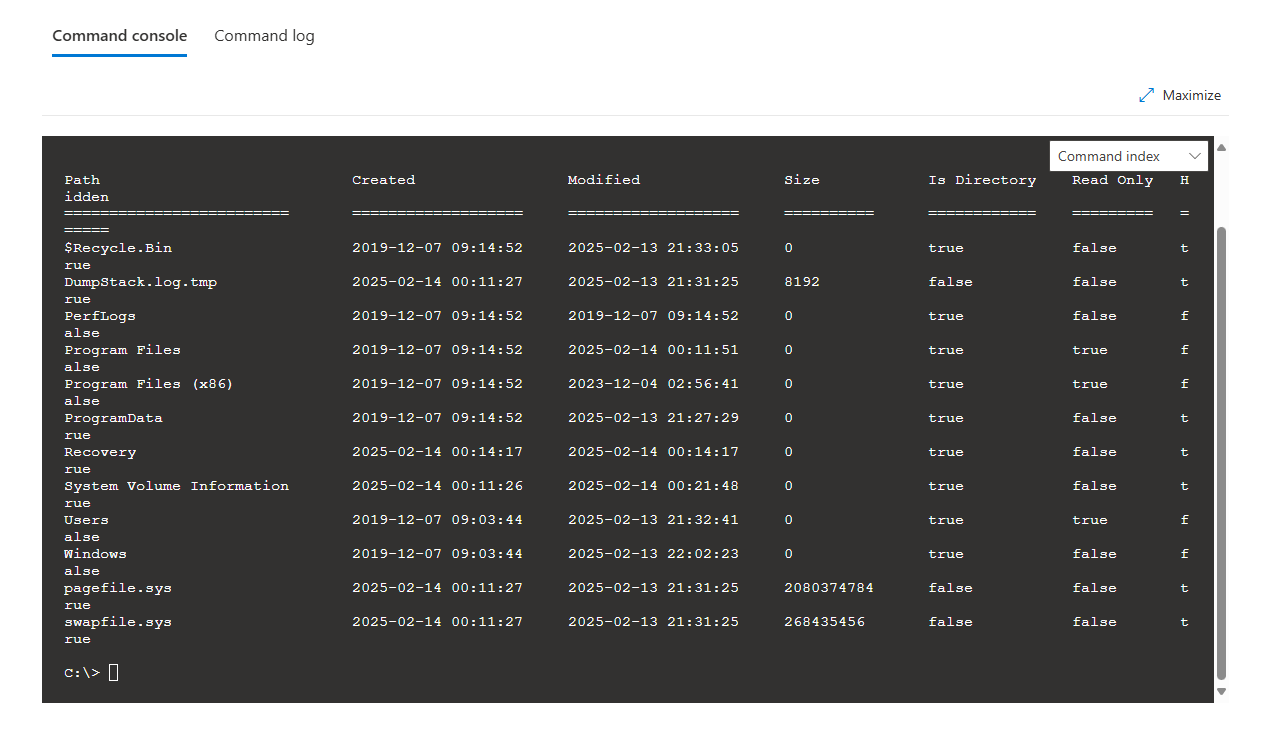 Command console Command log
Maximize
Command index
Path Created Modified Size Is Directory Read Only H
idden
========================= =================== =================== ========== ============ ========= =
=====
$Recycle.Bin 2019-12-07 09:14:52 2025-02-13 21:33:05 0 true false t
rue
DumpStack.log.tmp 2025-02-14 00:11:27 2025-02-13 21:31:25 8192 false false t
rue
PerfLogs 2019-12-07 09:14:52 2019-12-07 09:14:52 0 true false f
alse
Program Files 2019-12-07 09:14:52 2025-02-14 00:11:51 0 true true f
alse
Program Files (x86) 2019-12-07 09:14:52 2023-12-04 02:56:41 0 true true f
alse
ProgramData 2019-12-07 09:14:52 2025-02-13 21:27:29 0 true false t
rue
Recovery 2025-02-14 00:14:17 2025-02-14 00:14:17 0 true false t
rue
System Volume Information 2025-02-14 00:11:26 2025-02-14 00:21:48 0 true false t
rue
Users 2019-12-07 09:03:44 2025-02-13 21:32:41 0 true true f
alse
Windows 2019-12-07 09:03:44 2025-02-13 22:02:23 0 true false f
alse
pagefile.sys 2025-02-14 00:11:27 2025-02-13 21:31:25 2080374784 false false t
rue
swapfile.sys 2025-02-14 00:11:27 2025-02-13 21:31:25 268435456 false false t
rue
C:\>